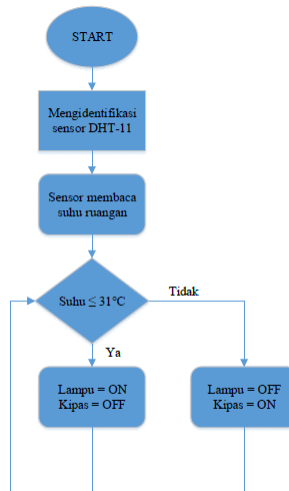 START
Mengidentifikasi
sensor DHT-11
Sensor membaca
suhu ruangan
Suhu ≤ 31°C
Tidak
Ya
Lampu = ON
Kipas = OFF
Lampu = OFF
Kipas = ON